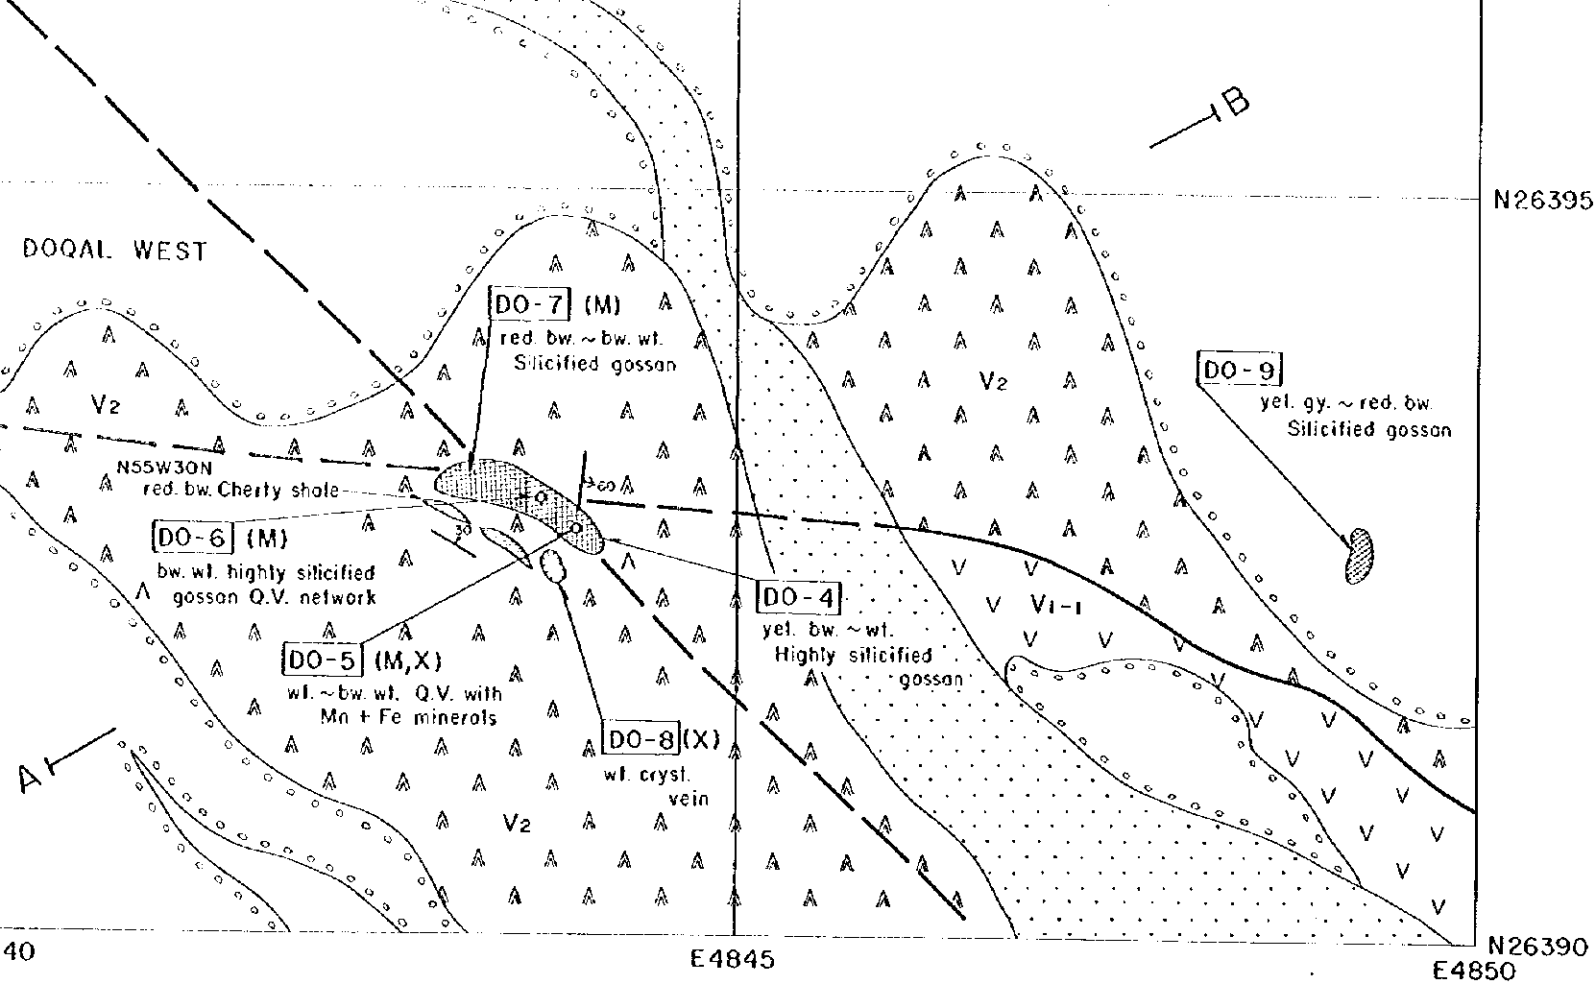 B
N26395
DOQAL WEST
DO-7 (M)
red. bw. ~ bw. wt.
Silicified gossan
DO-9
yel. gy. ~ red. bw.
Silicified gossan
V2
V2
N55W30N
red. bw. Cherty shale
60
30
DO-6 (M)
bw. wt. highly silicified
gossan Q.V. network
DO-4
yel. bw. ~ wt.
Highly silicified
gossan
V1-1
DO-5 (M,X)
wt. ~ bw. wt. Q.V. with
Mn + Fe minerals
DO-8 (X)
wt. cryst.
vein
A
V2
40
E4845
N26390
E4850